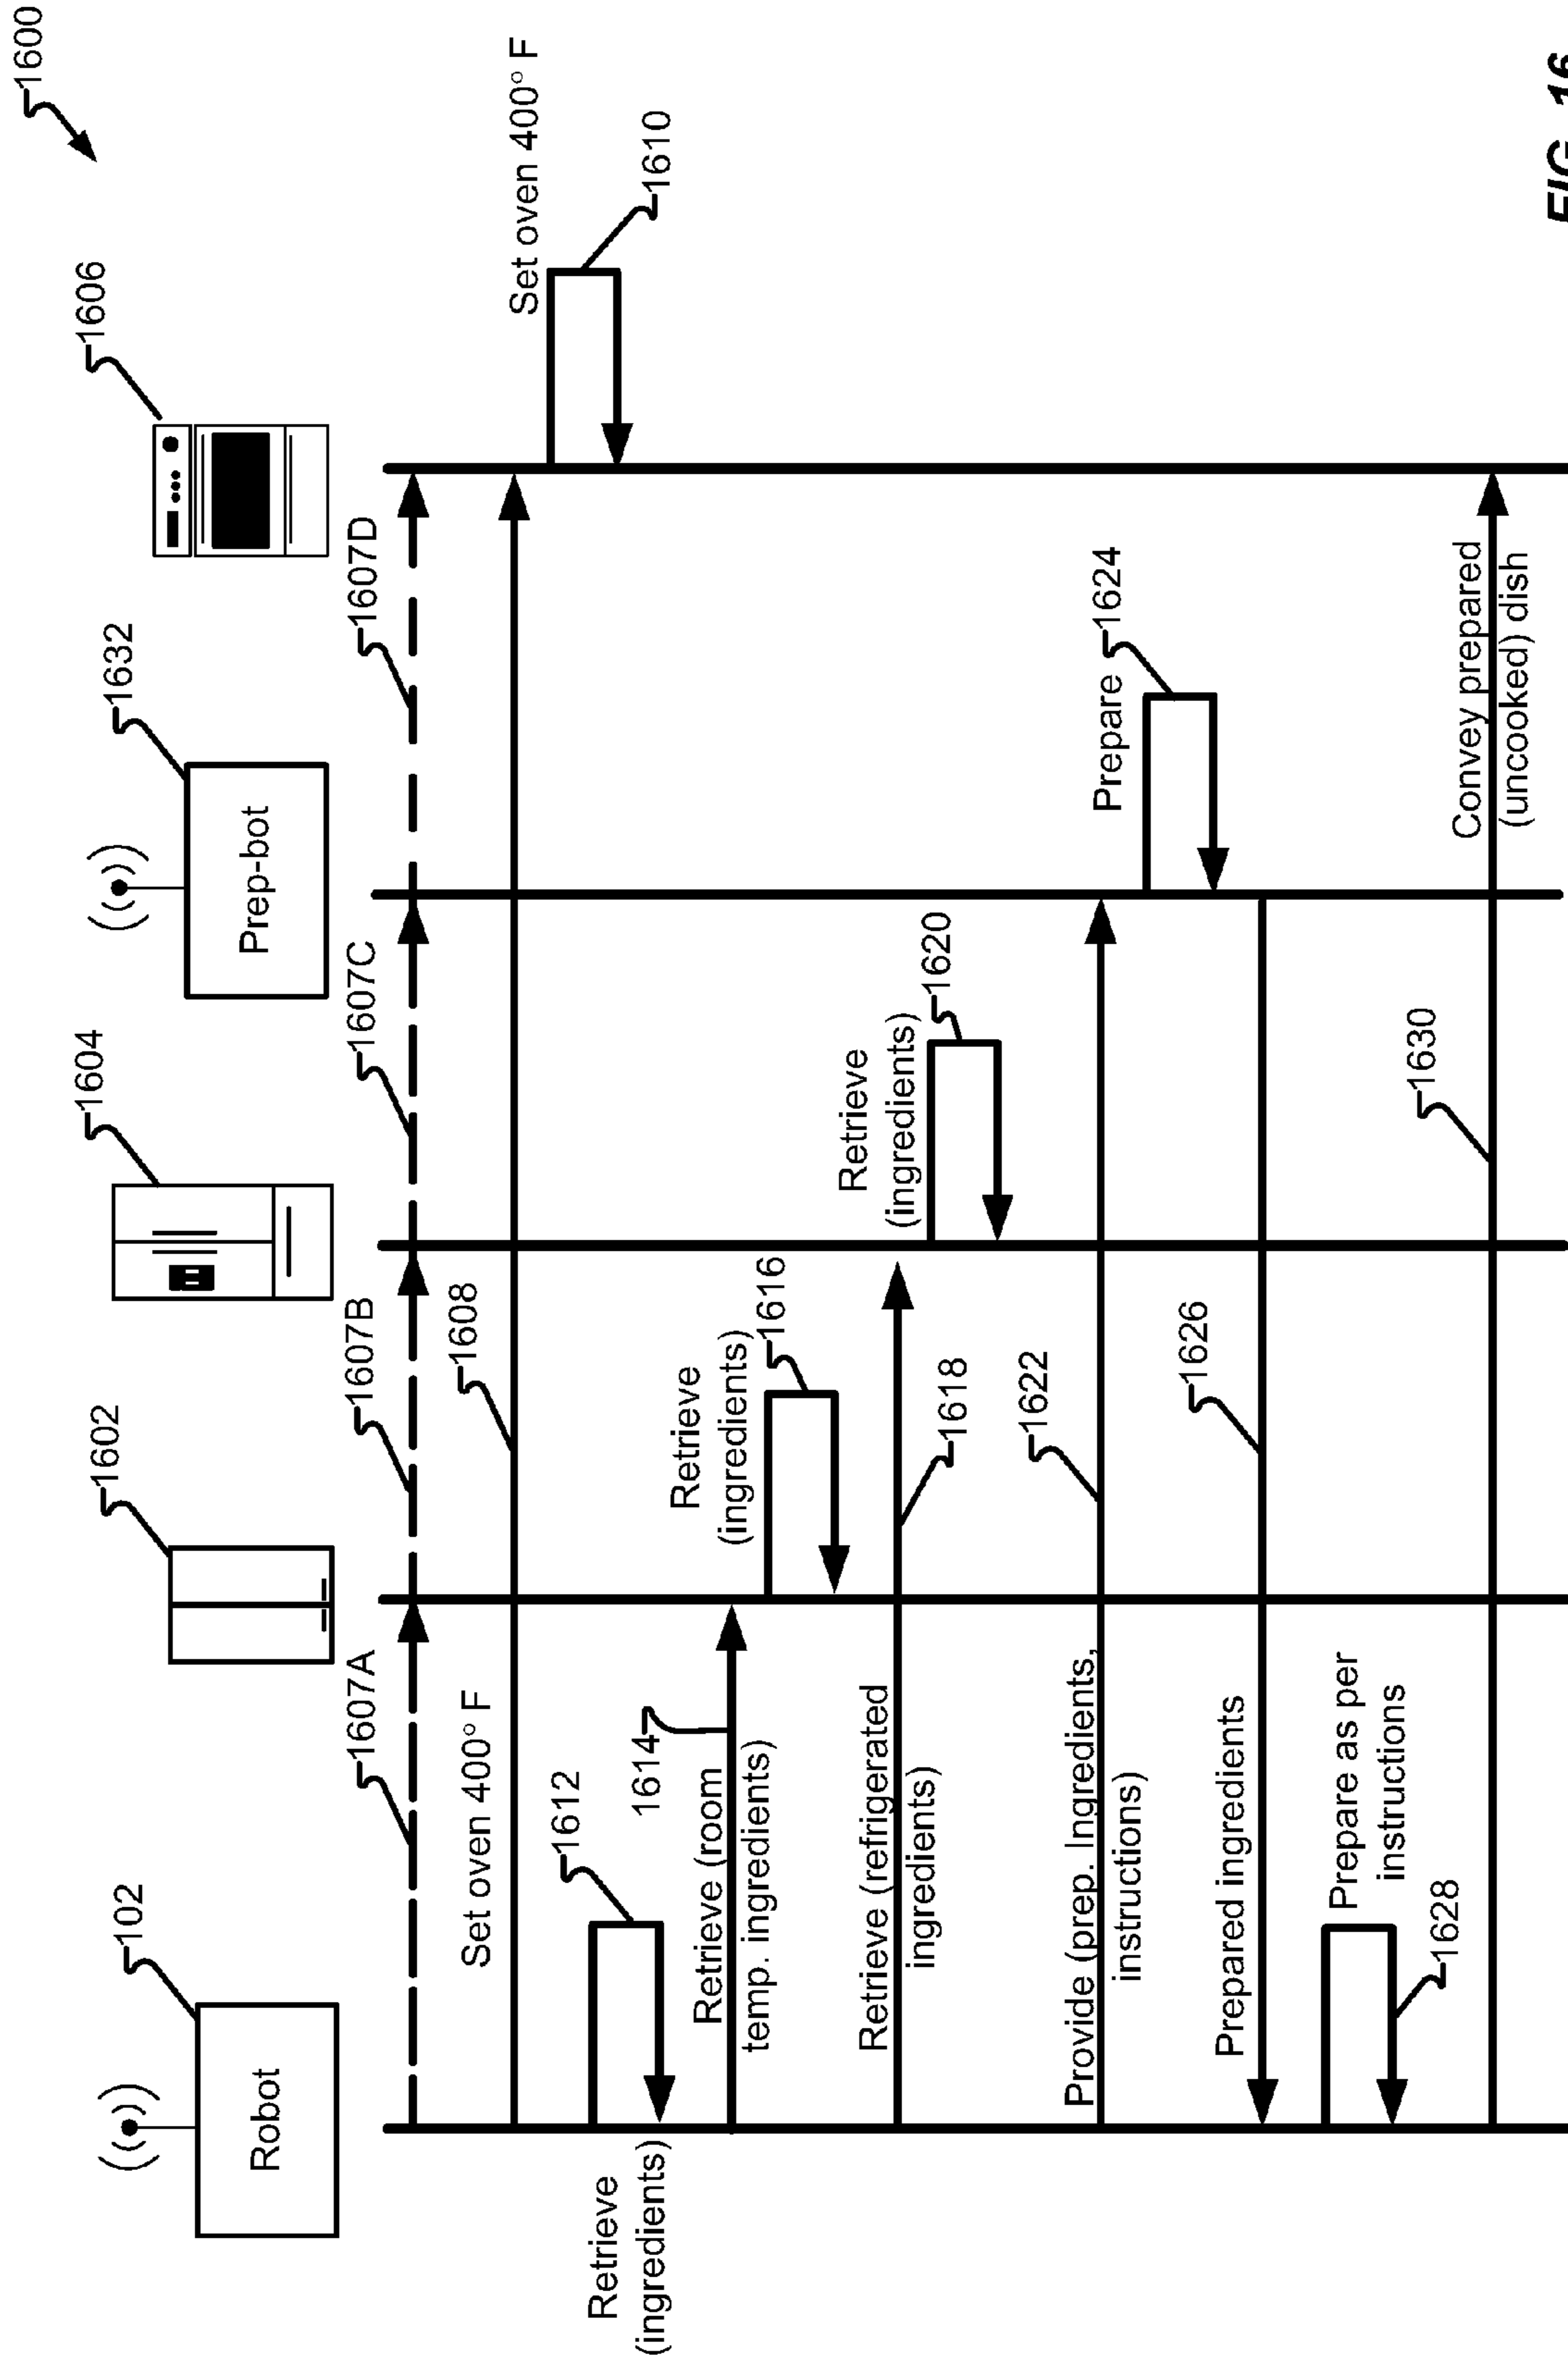 1600
102
1602
1604
1632
1606
Robot
Prep-bot
1607A
1607B
1607C
1607D
Set oven 400° F
1608
Set oven 400° F
1610
Retrieve
(ingredients)
1612
Retrieve (room
temp. ingredients)
1614
Retrieve
(ingredients)
1616
Retrieve (refrigerated
ingredients)
1618
Retrieve
(ingredients)
1620
Provide (prep. Ingredients,
instructions)
1622
Prepare
1624
Prepared ingredients
1626
Prepare as per
instructions
1628
1630
Convey prepared
(uncooked) dish
FIG. 16